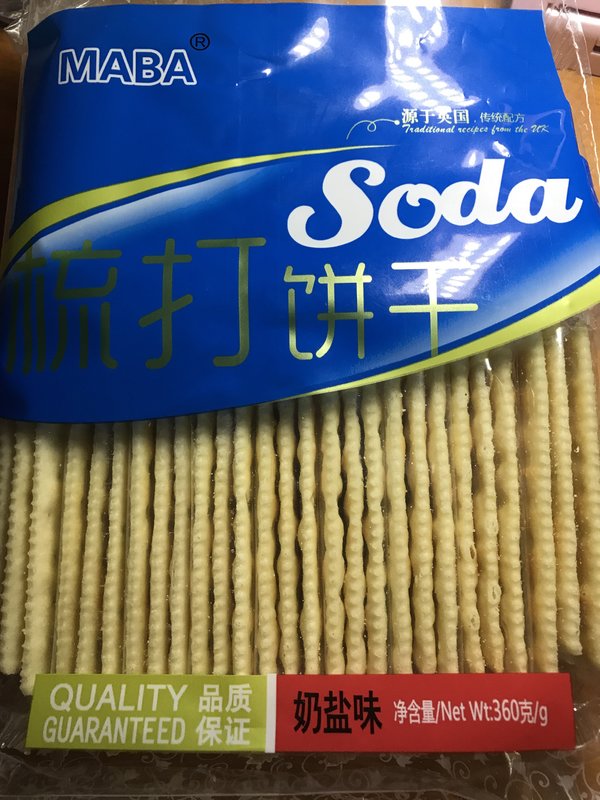 MABA®
源于英国，传统配方
Traditional recipes from the UK
Soda
梳打饼干
QUALITY 品质
GUARANTEED 保证
奶盐味 净含量/Net Wt:360克/g